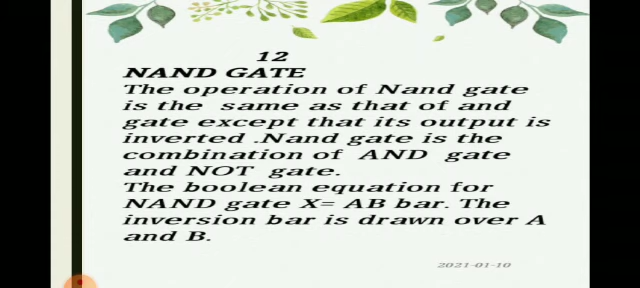 12
NAND GATE
The operation of Nand gate
is the same as that of and
gate except that its output is
inverted .Nand gate is the
combination of AND gate
and NOT gate.
The boolean equation for
NAND gate X= AB bar. The
inversion bar is drawn over A
and B.
2021-01-10